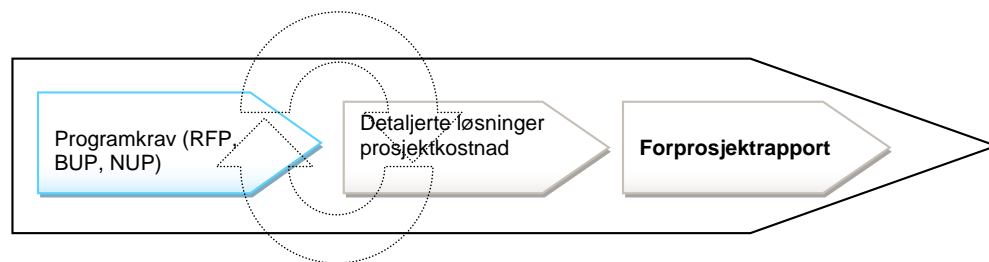 Programkrav (RFP,
BUP, NUP)
Detaljerte løsninger
prosjektkostnad
Forprosjektrapport